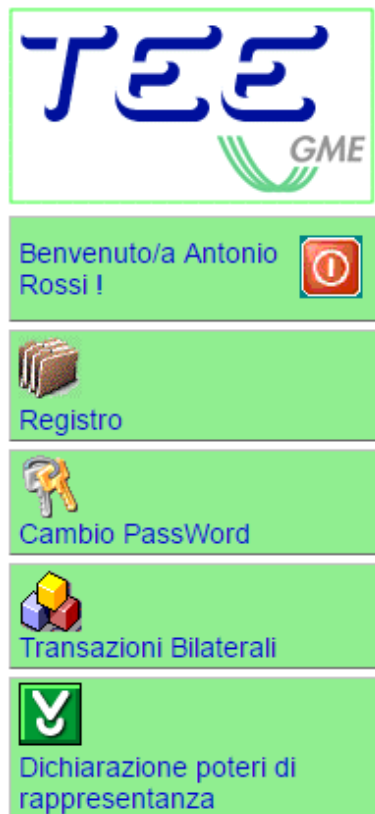 TEE
GME
Benvenuto/a Antonio
Rossi !
Registro
Cambio PassWord
Transazioni Bilaterali
Dichiarazione poteri di
rappresentanza